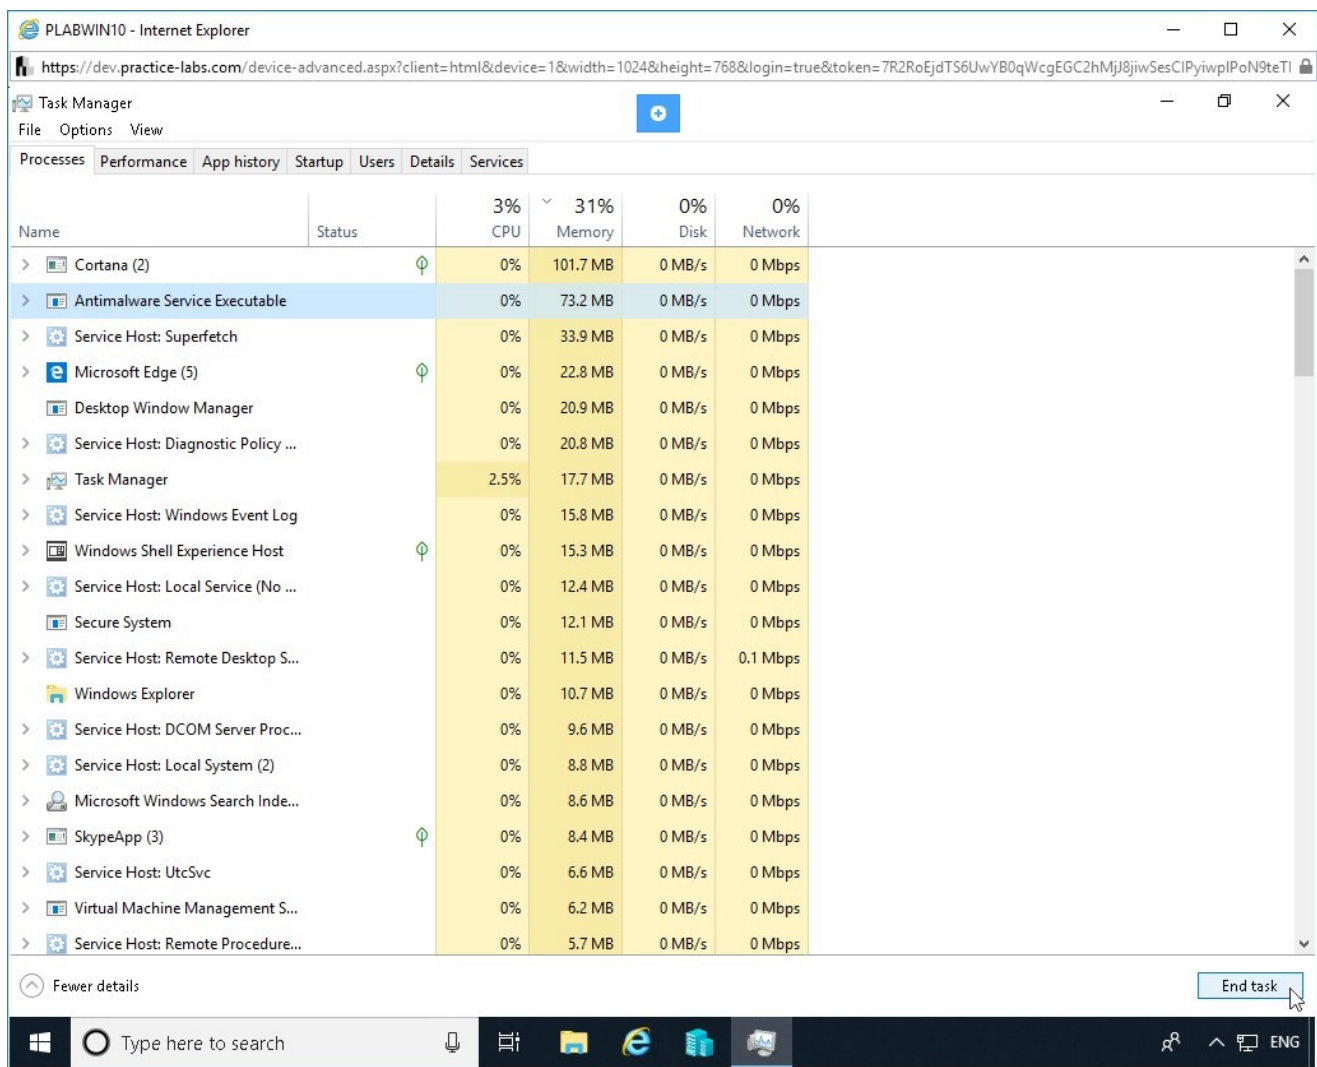 PLABWIN10 - Internet Explorer
https://dev.practice-labs.com/device-advanced.aspx?client=html&device=1&width=1024&height=768&login=true&token=7R2RoEjdTS6UwYB0qWcgEGC2hMjJ8jiwSesCIPyiwpIPoN9teTI
Task Manager
File Options View
Processes Performance App history Startup Users Details Services
3% 31% 0% 0%
Name Status CPU Memory Disk Network
Cortana (2) 0% 101.7 MB 0 MB/s 0 Mbps
Antimalware Service Executable 0% 73.2 MB 0 MB/s 0 Mbps
Service Host: Superfetch 0% 33.9 MB 0 MB/s 0 Mbps
Microsoft Edge (5) 0% 22.8 MB 0 MB/s 0 Mbps
Desktop Window Manager 0% 20.9 MB 0 MB/s 0 Mbps
Service Host: Diagnostic Policy ... 0% 20.8 MB 0 MB/s 0 Mbps
Task Manager 2.5% 17.7 MB 0 MB/s 0 Mbps
Service Host: Windows Event Log 0% 15.8 MB 0 MB/s 0 Mbps
Windows Shell Experience Host 0% 15.3 MB 0 MB/s 0 Mbps
Service Host: Local Service (No ... 0% 12.4 MB 0 MB/s 0 Mbps
Secure System 0% 12.1 MB 0 MB/s 0 Mbps
Service Host: Remote Desktop S... 0% 11.5 MB 0 MB/s 0.1 Mbps
Windows Explorer 0% 10.7 MB 0 MB/s 0 Mbps
Service Host: DCOM Server Proc... 0% 9.6 MB 0 MB/s 0 Mbps
Service Host: Local System (2) 0% 8.8 MB 0 MB/s 0 Mbps
Microsoft Windows Search Inde... 0% 8.6 MB 0 MB/s 0 Mbps
SkypeApp (3) 0% 8.4 MB 0 MB/s 0 Mbps
Service Host: UtcSvc 0% 6.6 MB 0 MB/s 0 Mbps
Virtual Machine Management S... 0% 6.2 MB 0 MB/s 0 Mbps
Service Host: Remote Procedure... 0% 5.7 MB 0 MB/s 0 Mbps
Fewer details End task
Type here to search ENG